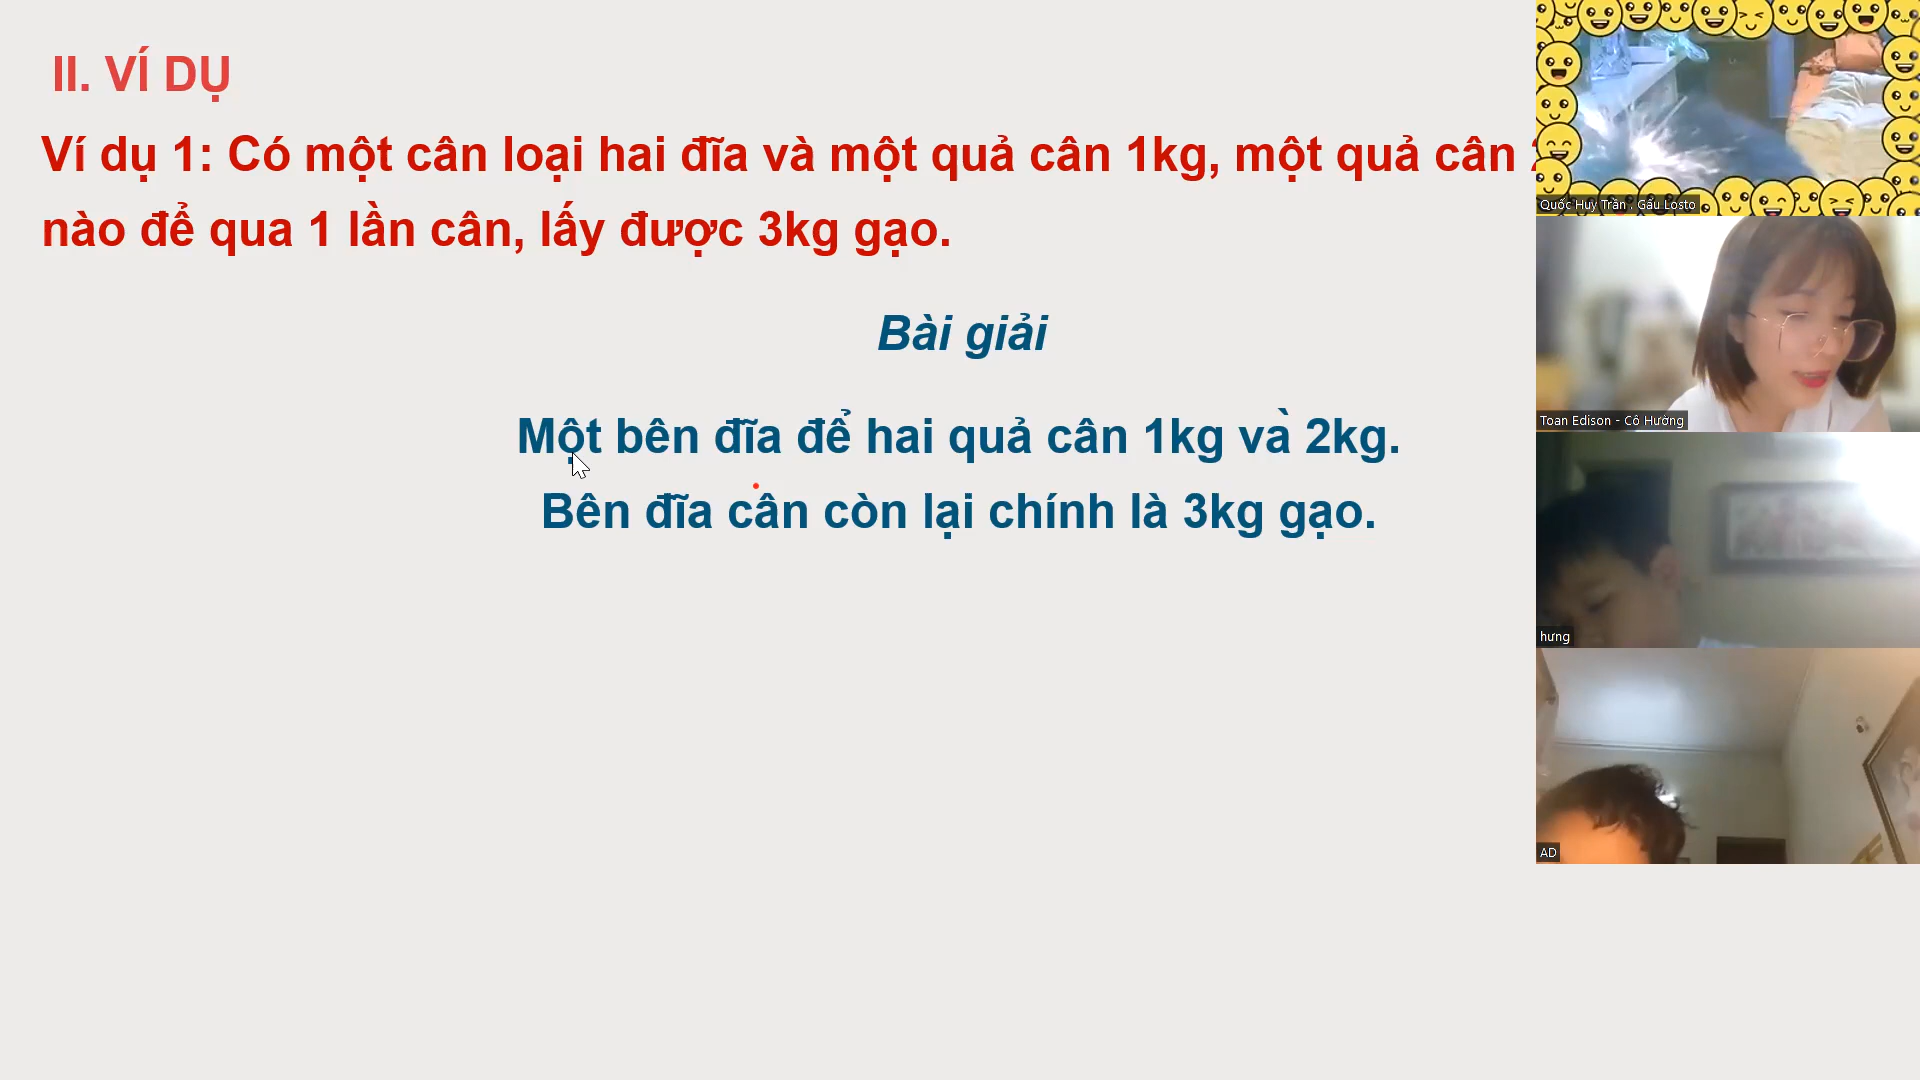 II. VÍ DỤ
Ví dụ 1: Có một cân loại hai đĩa và một quả cân 1kg, một quả cân
nào để qua 1 lần cân, lấy được 3kg gạo.
Bài giải
Một bên đĩa để hai quả cân 1kg và 2kg.
Bên đĩa cân còn lại chính là 3kg gạo.
Quốc Huy Trần . Gấu Losto
Toan Edison - Cô Hường
hưng
AD